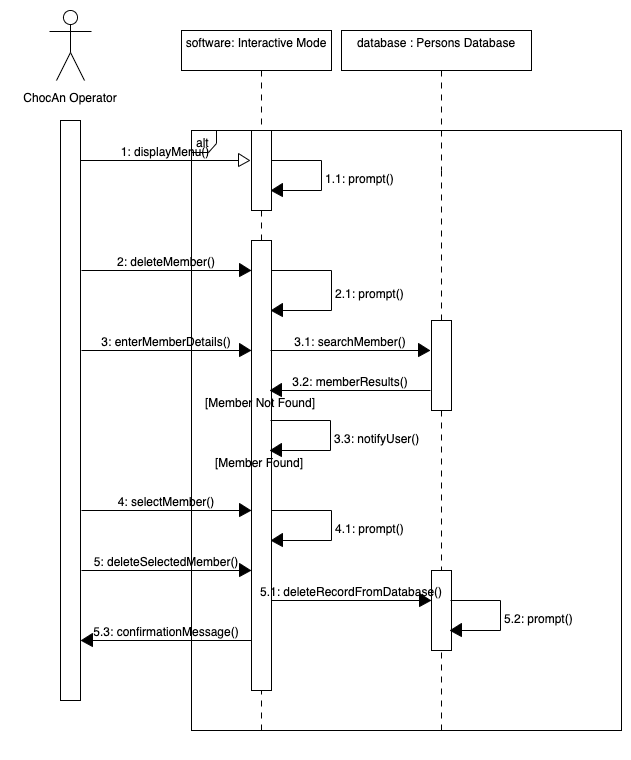 software: Interactive Mode
database : Persons Database
ChocAn Operator
alt
1: displayMenu()
1.1: prompt()
2: deleteMember()
2.1: prompt()
3: enterMemberDetails()
3.1: searchMember()
3.2: memberResults()
[Member Not Found]
3.3: notifyUser()
[Member Found]
4: selectMember()
4.1: prompt()
5: deleteSelectedMember()
5.1: deleteRecordFromDatabase()
5.2: prompt()
5.3: confirmationMessage()